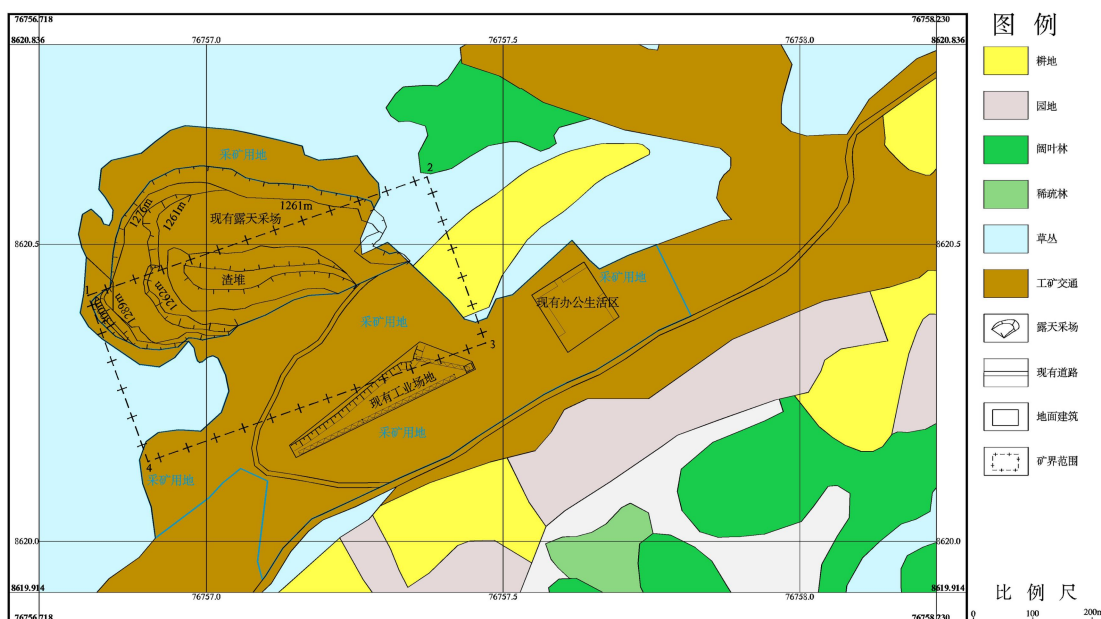 76756.718
76758.230
8620.836
76757.0
76757.5
76758.0
8620.836
采矿用地
2
1276m
1261m
1261m
现有露天采场
8620.5
8620.5
渣堆
采矿用地
1
1300m
1289m
1262m
现有办公生活区
采矿用地
3
现有工业场地
采矿用地
4
采矿用地
8620.0
8620.0
8619.914
8619.914
76757.0
76757.5
76758.0
76756.718
76758.230
图 例
耕地
园地
阔叶林
稀疏林
草丛
工矿交通
露天采场
现有道路
地面建筑
矿界范围
比 例 尺
0 100 200m